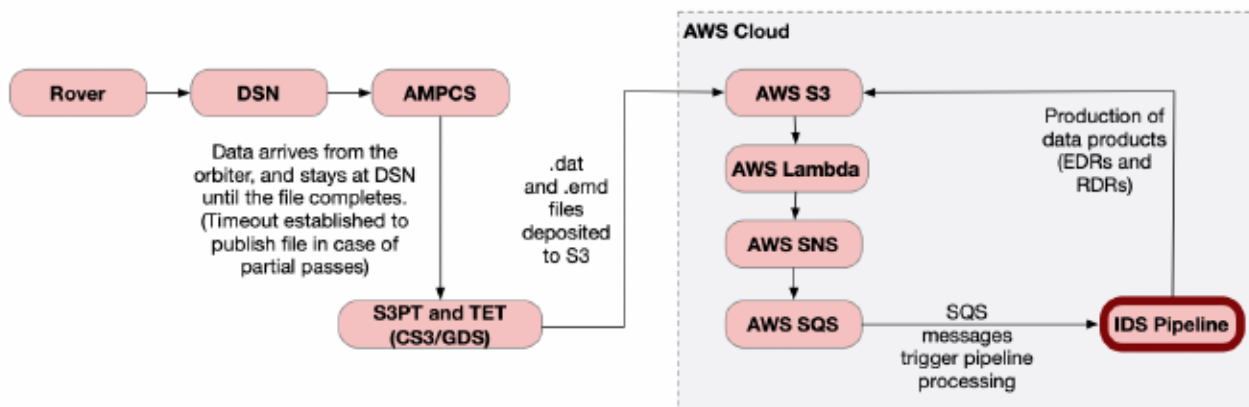 AWS Cloud
Rover
DSN
AMPCS
AWS S3
Data arrives from the
orbiter, and stays at DSN
until the file completes.
(Timeout established to
publish file in case of
partial passes)
.dat
and .emd
files
deposited
to S3
Production of
data products
(EDRs and
RDRs)
AWS Lambda
AWS SNS
S3PT and TET
(CS3/GDS)
AWS SQS
SQS
messages
trigger pipeline
processing
IDS Pipeline